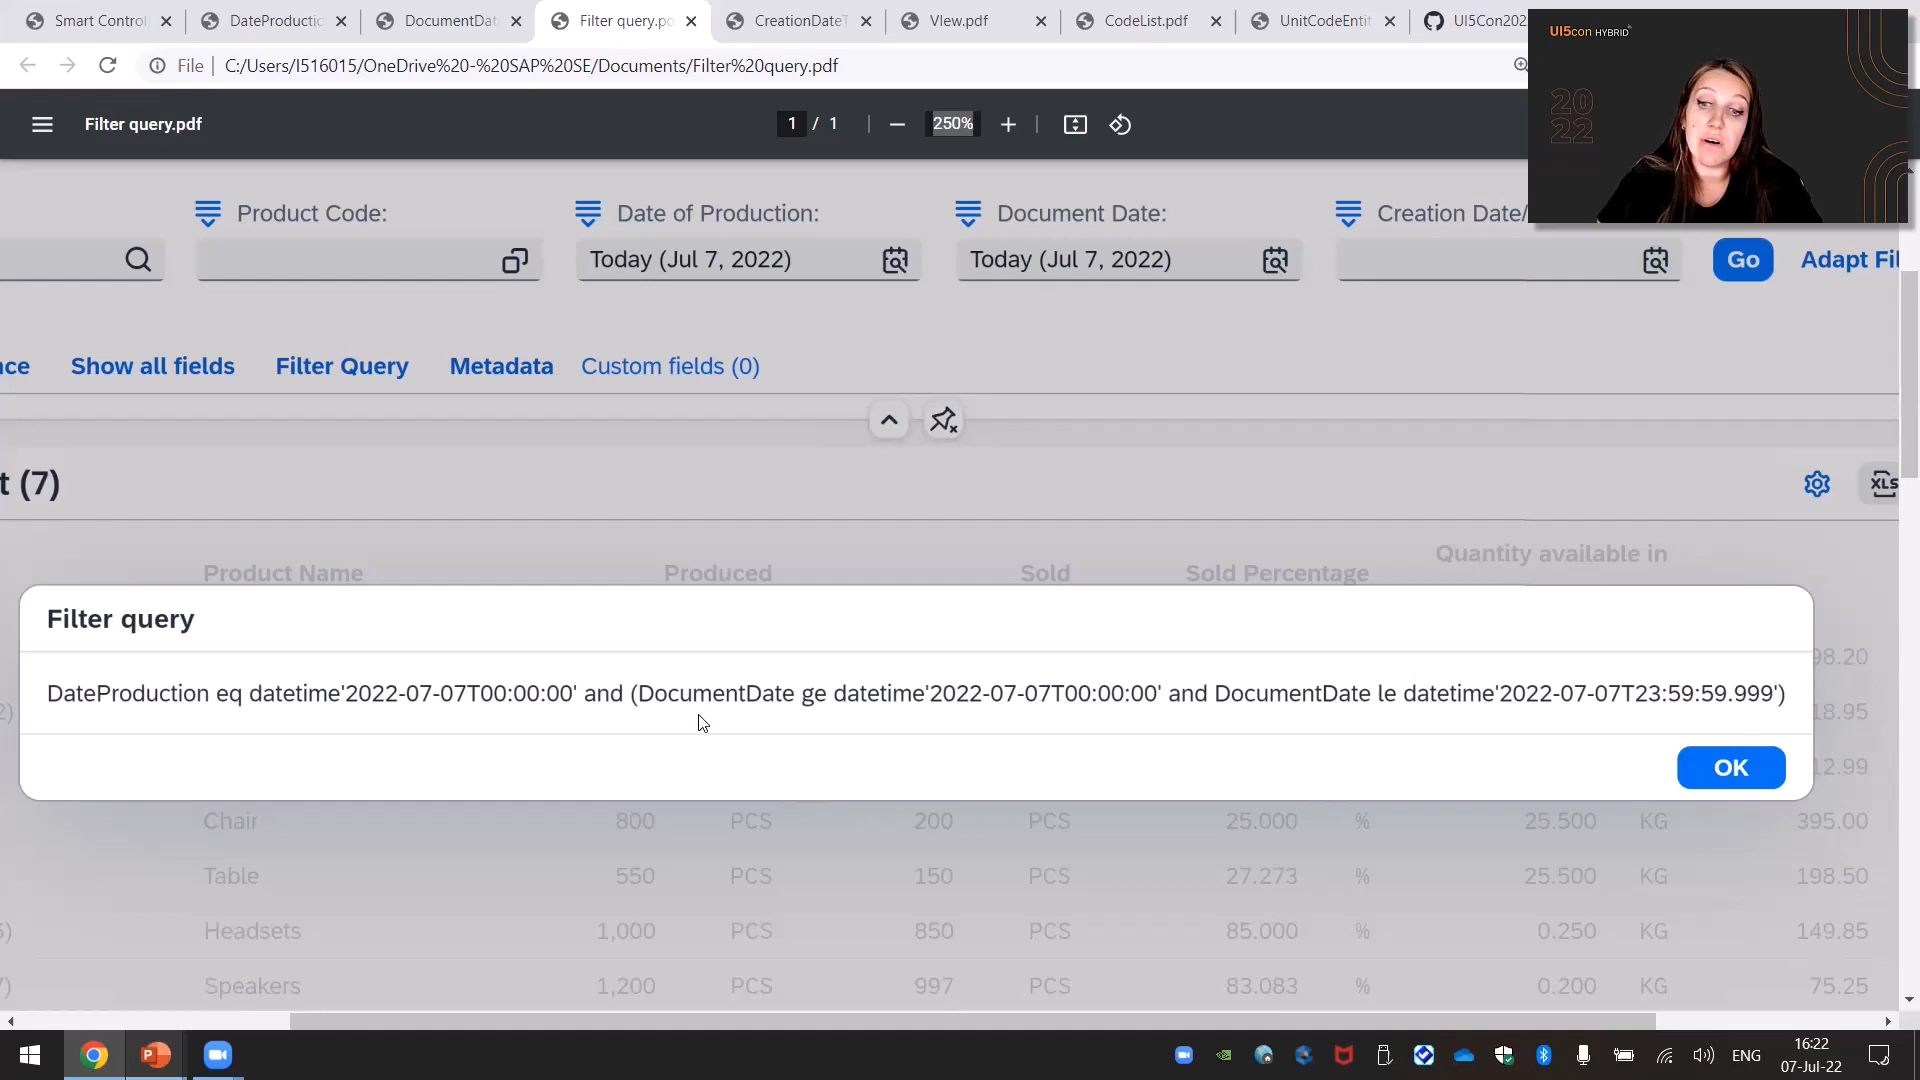 Smart Control
DateProductio
DocumentDat
Filter query.pd
CreationDateT
VIew.pdf
CodeList.pdf
UnitCodeEntit
UI5Con202
File
C:/Users/I516015/OneDrive%20-%20SAP%20SE/Documents/Filter%20query.pdf
UI5con HYBRID
20
22
Filter query.pdf
1 / 1
250%
Product Code:
Date of Production:
Document Date:
Creation Date/
Today (Jul 7, 2022)
Today (Jul 7, 2022)
Go
Adapt Fil
nce
Show all fields
Filter Query
Metadata
Custom fields (0)
t (7)
XLS
Product Name
Produced
Sold
Sold Percentage
Quantity available in
Filter query
98.20
DateProduction eq datetime'2022-07-07T00:00:00' and (DocumentDate ge datetime'2022-07-07T00:00:00' and DocumentDate le datetime'2022-07-07T23:59:59.999')
2)
18.95
OK
12.99
Chair 800 PCS 200 PCS 25.000 % 25.500 KG 395.00
Table 550 PCS 150 PCS 27.273 % 25.500 KG 198.50
Headsets 1,000 PCS 850 PCS 85.000 % 0.250 KG 149.85
Speakers 1,200 PCS 997 PCS 83.083 % 0.200 KG 75.25
ENG
16:22
07-Jul-22